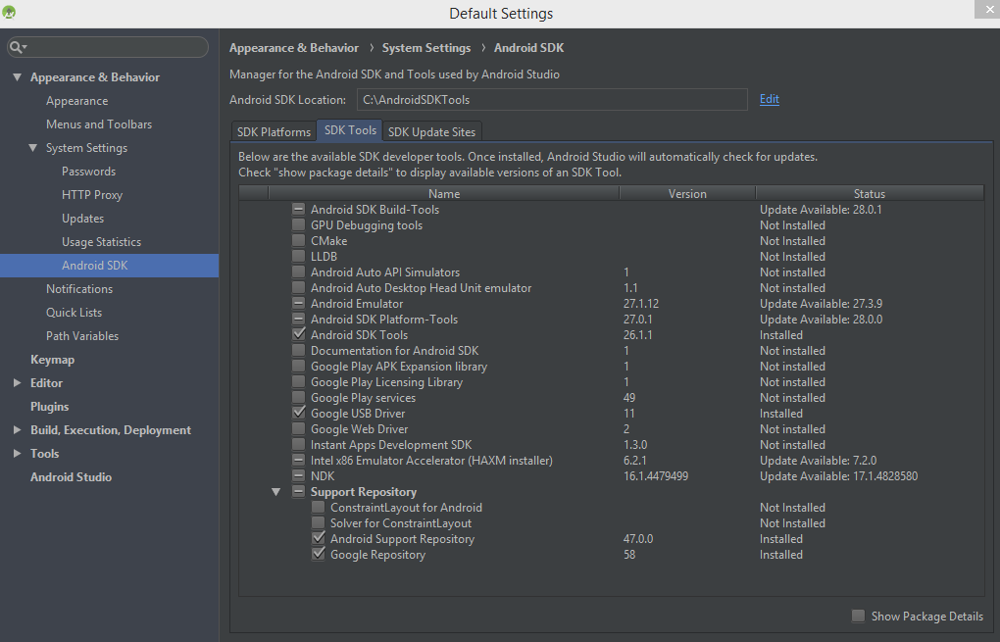 Default Settings
Appearance & Behavior › System Settings › Android SDK
Manager for the Android SDK and Tools used by Android Studio
Android SDK Location: C:\AndroidSDKTools Edit
Appearance & Behavior
Appearance
Menus and Toolbars
System Settings
Passwords
HTTP Proxy
Updates
Usage Statistics
Android SDK
Notifications
Quick Lists
Path Variables
Keymap
Editor
Plugins
Build, Execution, Deployment
Tools
Android Studio
SDK Platforms SDK Tools SDK Update Sites
Below are the available SDK developer tools. Once installed, Android Studio will automatically check for updates.
Check "show package details" to display available versions of an SDK Tool.
Name Version Status
Android SDK Build-Tools Update Available: 28.0.1
GPU Debugging tools Not Installed
CMake Not Installed
LLDB Not Installed
Android Auto API Simulators 1 Not installed
Android Auto Desktop Head Unit emulator 1.1 Not installed
Android Emulator 27.1.12 Update Available: 27.3.9
Android SDK Platform-Tools 27.0.1 Update Available: 28.0.0
Android SDK Tools 26.1.1 Installed
Documentation for Android SDK 1 Not installed
Google Play APK Expansion library 1 Not installed
Google Play Licensing Library 1 Not installed
Google Play services 49 Not installed
Google USB Driver 11 Installed
Google Web Driver 2 Not installed
Instant Apps Development SDK 1.3.0 Not installed
Intel x86 Emulator Accelerator (HAXM installer) 6.2.1 Update Available: 7.2.0
NDK 16.1.4479499 Update Available: 17.1.4828580
Support Repository
ConstraintLayout for Android Not Installed
Solver for ConstraintLayout Not Installed
Android Support Repository 47.0.0 Installed
Google Repository 58 Installed
Show Package Details